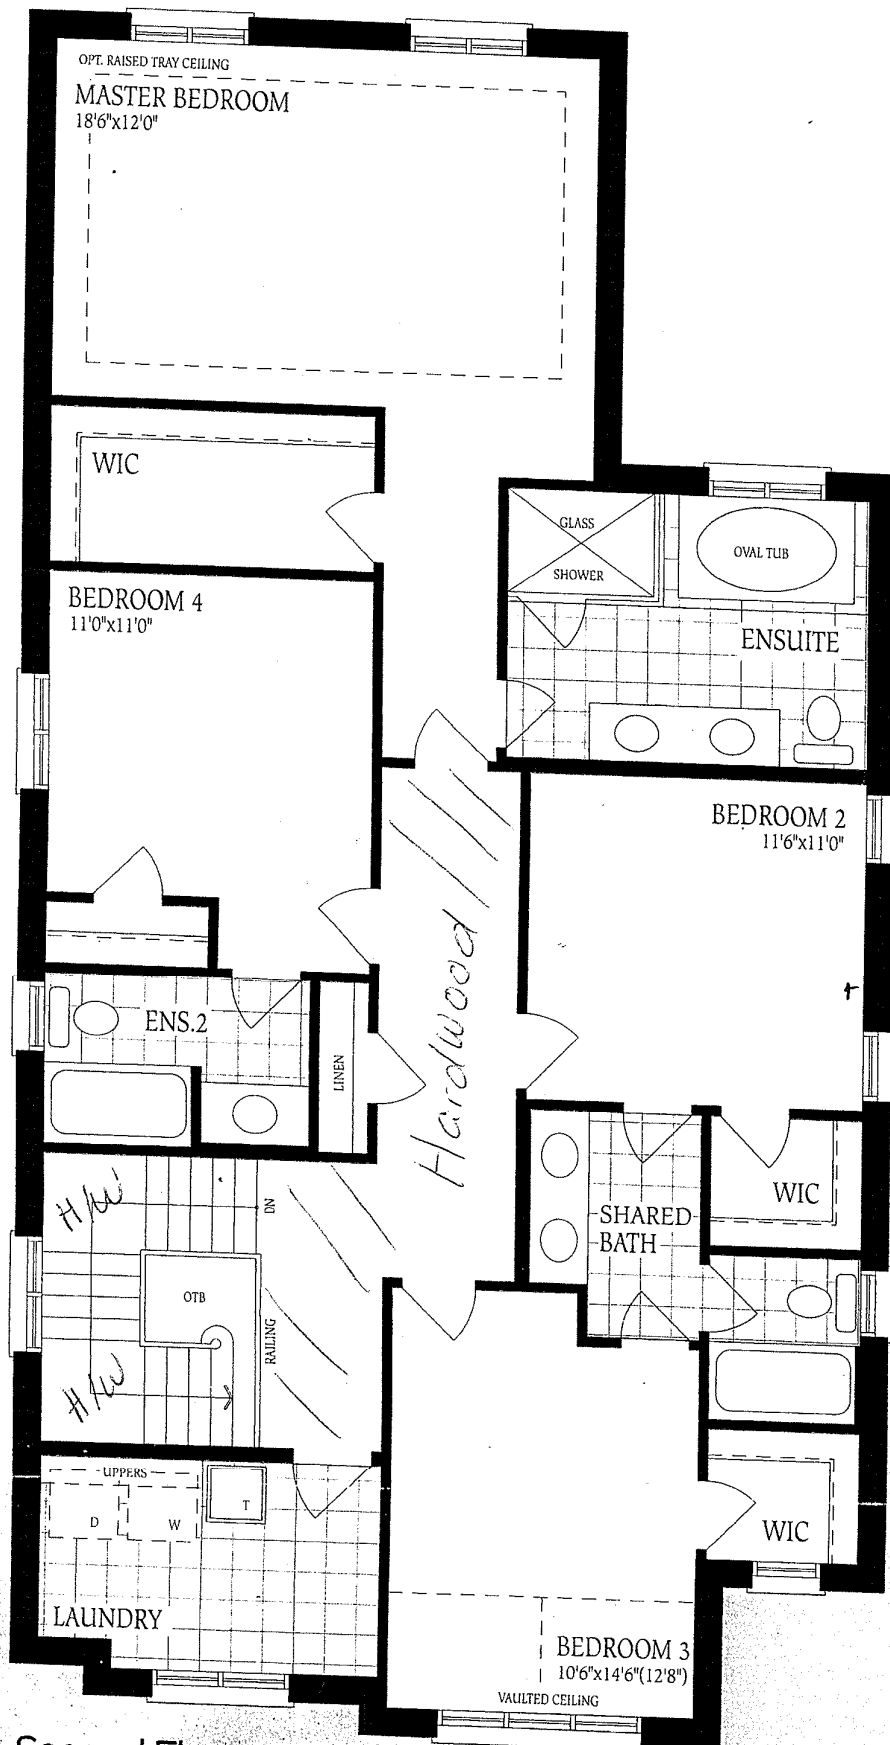 OPT. RAISED TRAY CEILING
MASTER BEDROOM
18'6"x12'0"
WIC
GLASS
SHOWER
OVAL TUB
ENSUITE
BEDROOM 4
11'0"x11'0"
BEDROOM 2
11'6"x11'0"
Hardwood
ENS.2
LINEN
H/W
DN
OTB
RAILING
H/W
SHARED
BATH
WIC
UPPERS
D
W
T
LAUNDRY
WIC
BEDROOM 3
10'6"x14'6"(12'8")
VAULTED CEILING